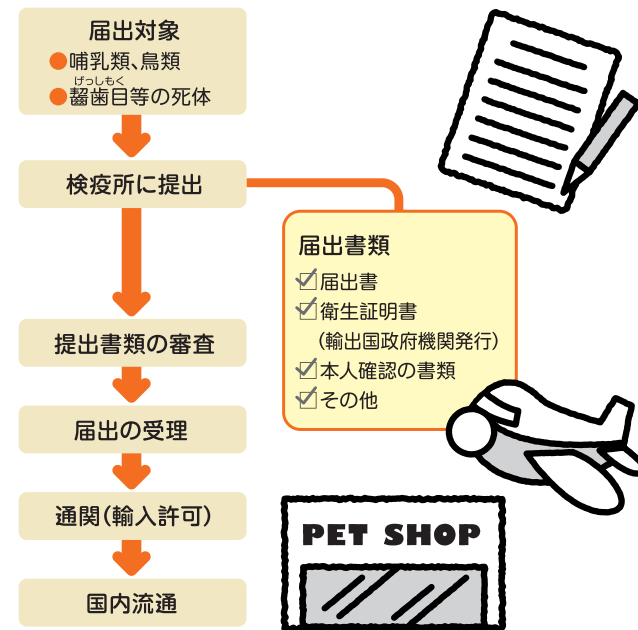 届出対象
●哺乳類、鳥類
げっしもく
●齧歯目等の死体
検疫所に提出
届出書類
☑届出書
☑衛生証明書
（輸出国政府機関発行）
☑本人確認の書類
☑その他
提出書類の審査
届出の受理
通関（輸入許可）
国内流通
PET SHOP